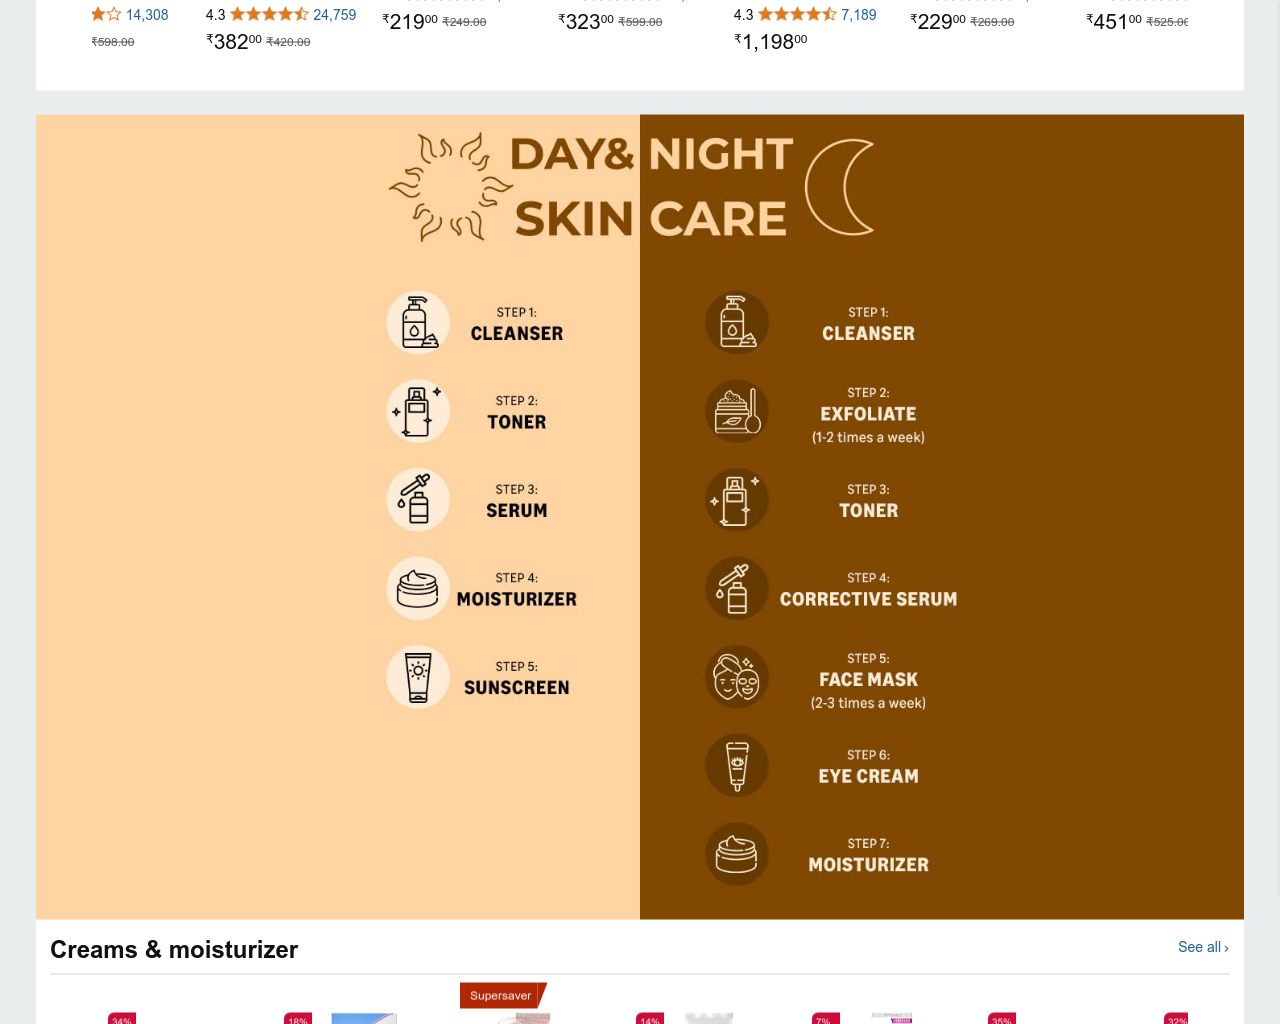 14,308
₹598.00
4.3 24,759
₹38200 ₹420.00
₹21900 ₹249.00
₹32300 ₹599.00
4.3 7,189
₹1,19800
₹22900 ₹269.00
₹45100 ₹525.00
DAY& NIGHT
SKIN CARE
STEP 1:
CLEANSER
STEP 2:
TONER
STEP 3:
SERUM
STEP 4:
MOISTURIZER
STEP 5:
SUNSCREEN
STEP 1:
CLEANSER
STEP 2:
EXFOLIATE
(1-2 times a week)
STEP 3:
TONER
STEP 4:
CORRECTIVE SERUM
STEP 5:
FACE MASK
(2-3 times a week)
STEP 6:
EYE CREAM
STEP 7:
MOISTURIZER
Creams & moisturizer
See all ›
Supersaver
34%
18%
14%
7%
35%
32%